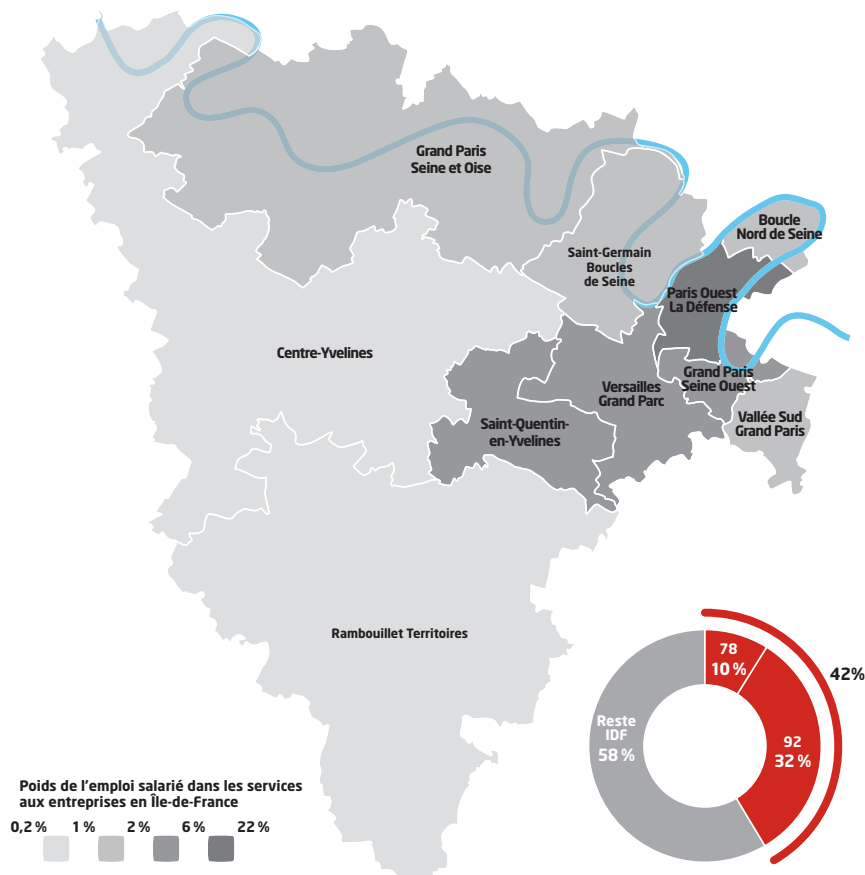 Grand Paris
Seine et Oise
Boucle
Nord de Seine
Saint-Germain
Boucles
de Seine
Paris Ouest
La Défense
Centre-Yvelines
Grand Paris
Seine Ouest
Versailles
Grand Parc
Saint-Quentin-
en-Yvelines
Vallée Sud
Grand Paris
Rambouillet Territoires
78
10 %
42%
Reste
IDF
58 %
92
32 %
Poids de l'emploi salarié dans les services
aux entreprises en Île-de-France
0,2 % 1 % 2 % 6 % 22 %